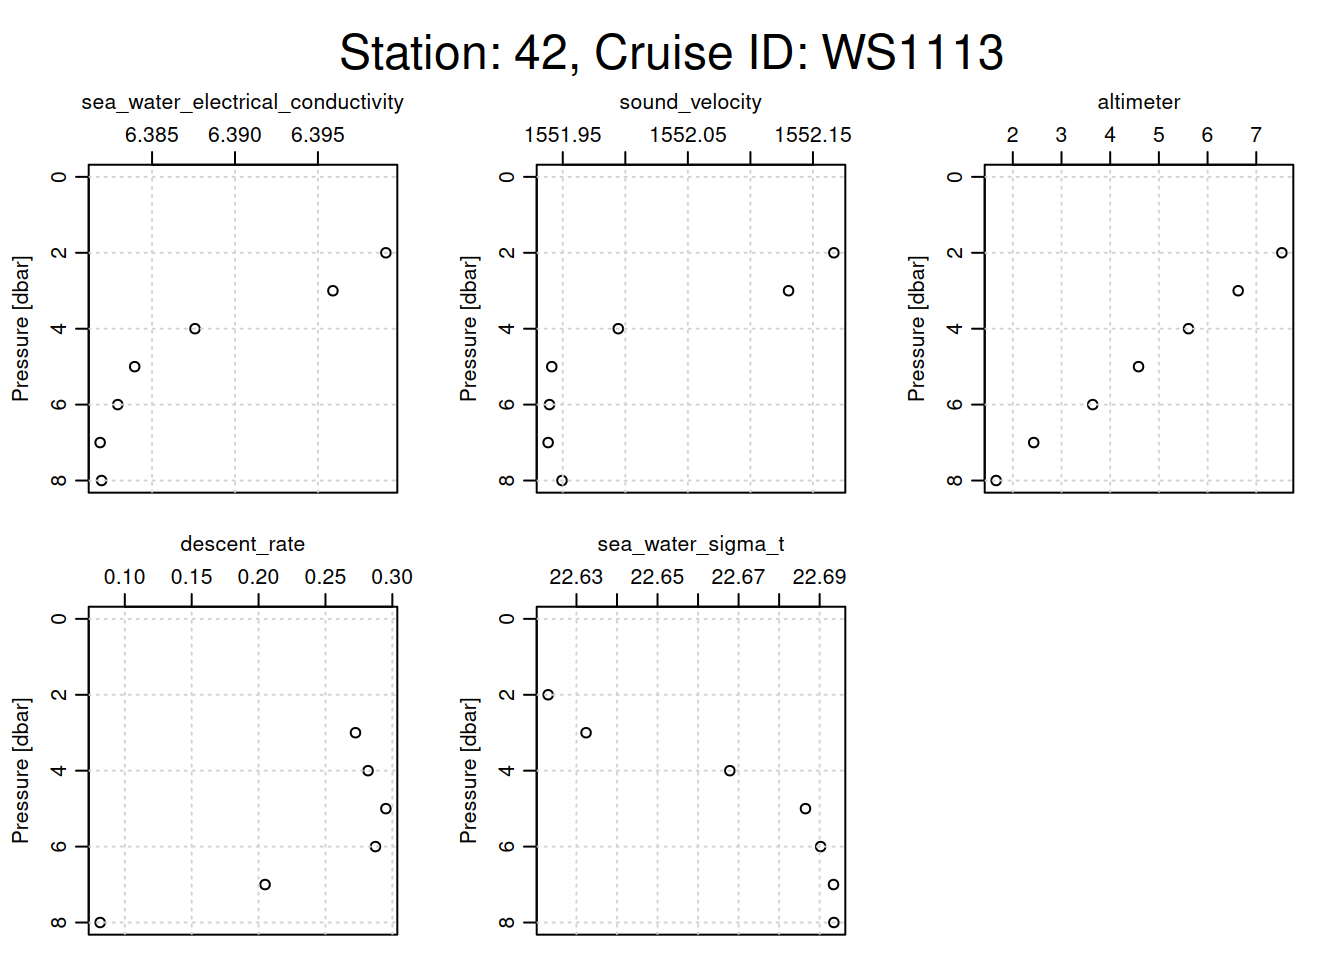 Station: 42, Cruise ID: WS1113
sea_water_electrical_conductivity
6.385 6.390 6.395
0
2
4
6
8
Pressure [dbar]
sound_velocity
1551.95 1552.05 1552.15
0
2
4
6
8
Pressure [dbar]
altimeter
2 3 4 5 6 7
0
2
4
6
8
Pressure [dbar]
descent_rate
0.10 0.15 0.20 0.25 0.30
0
2
4
6
8
Pressure [dbar]
sea_water_sigma_t
22.63 22.65 22.67 22.69
0
2
4
6
8
Pressure [dbar]